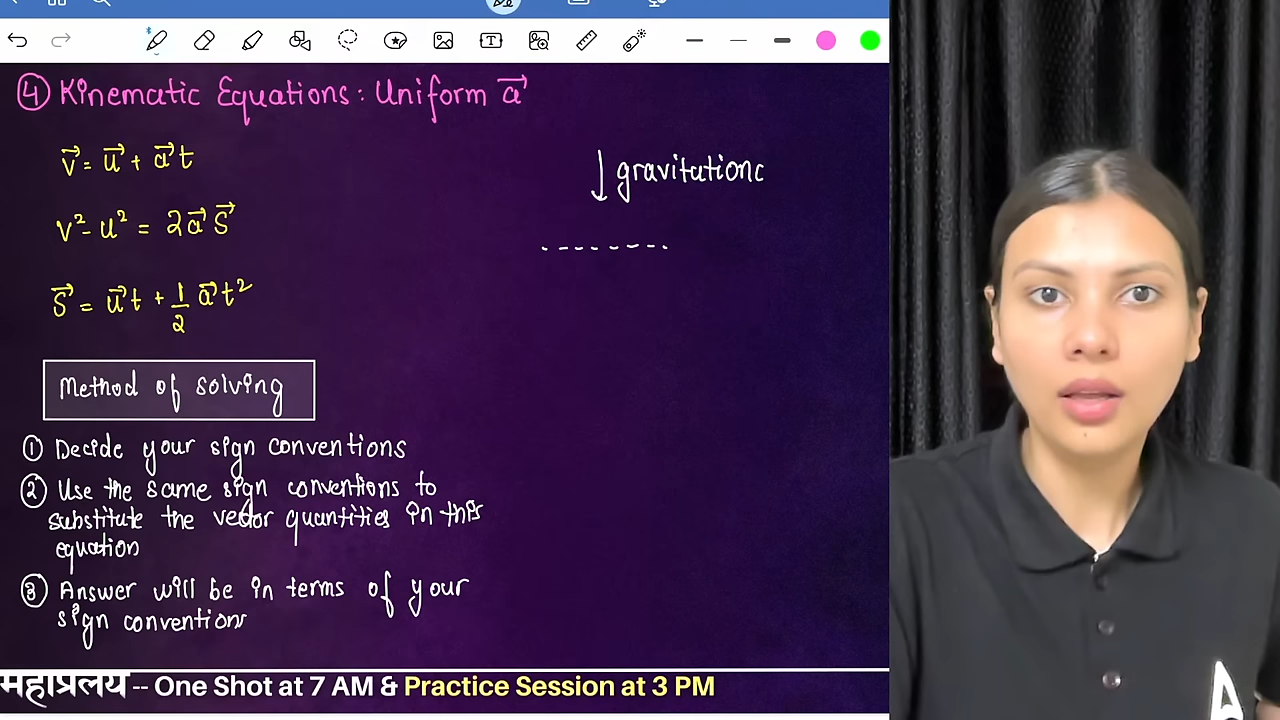 ④ Kinematic Equations: Uniform a⃗
v⃗ = u⃗ + a⃗ t
v² - u² = 2 a⃗ s⃗
s⃗ = u⃗ t + 1/2 a⃗ t²
↓ gravitationc
Method of solving
① Decide your sign conventions
② Use the same sign conventions to
substitute the vector quantities in this
equation
③ Answer will be in terms of your
sign conventions
महाप्रलय -- One Shot at 7 AM & Practice Session at 3 PM